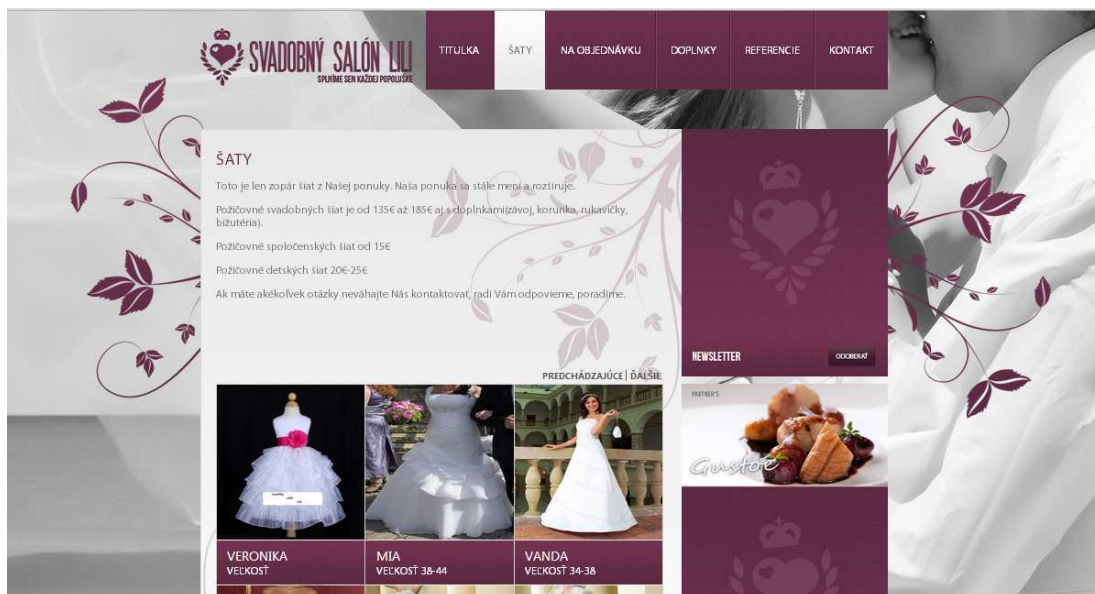 SVADOBNÝ SALÓN LILI
SPLNÍME SEN KAŽDEJ POPOLUŠKE
TITULKA
ŠATY
NA OBJEDNÁVKU
DOPLNKY
REFERENCIE
KONTAKT
ŠATY
Toto je len zopár šiat z Našej ponuky. Naša ponuka sa stále mení a rozširuje.
Požičovné svadobných šiat je od 135€ až 185€ aj s doplnkami(závoj, korunka, rukavičky,
bižutéria).
Požičovné spoločenských šiat od 15€
Požičovné detských šiat 20€-25€
Ak máte akékoľvek otázky neváhajte Nás kontaktovať, radi Vám odpovieme, poradíme.
NEWSLETTER
ODOBERAŤ
PREDCHÁDZAJÚCE| ĎALŠIE
PARTNER'S
Gustoe
VERONIKA
VEĽKOSŤ
MIA
VEĽKOSŤ 38-44
VANDA
VEĽKOSŤ 34-38